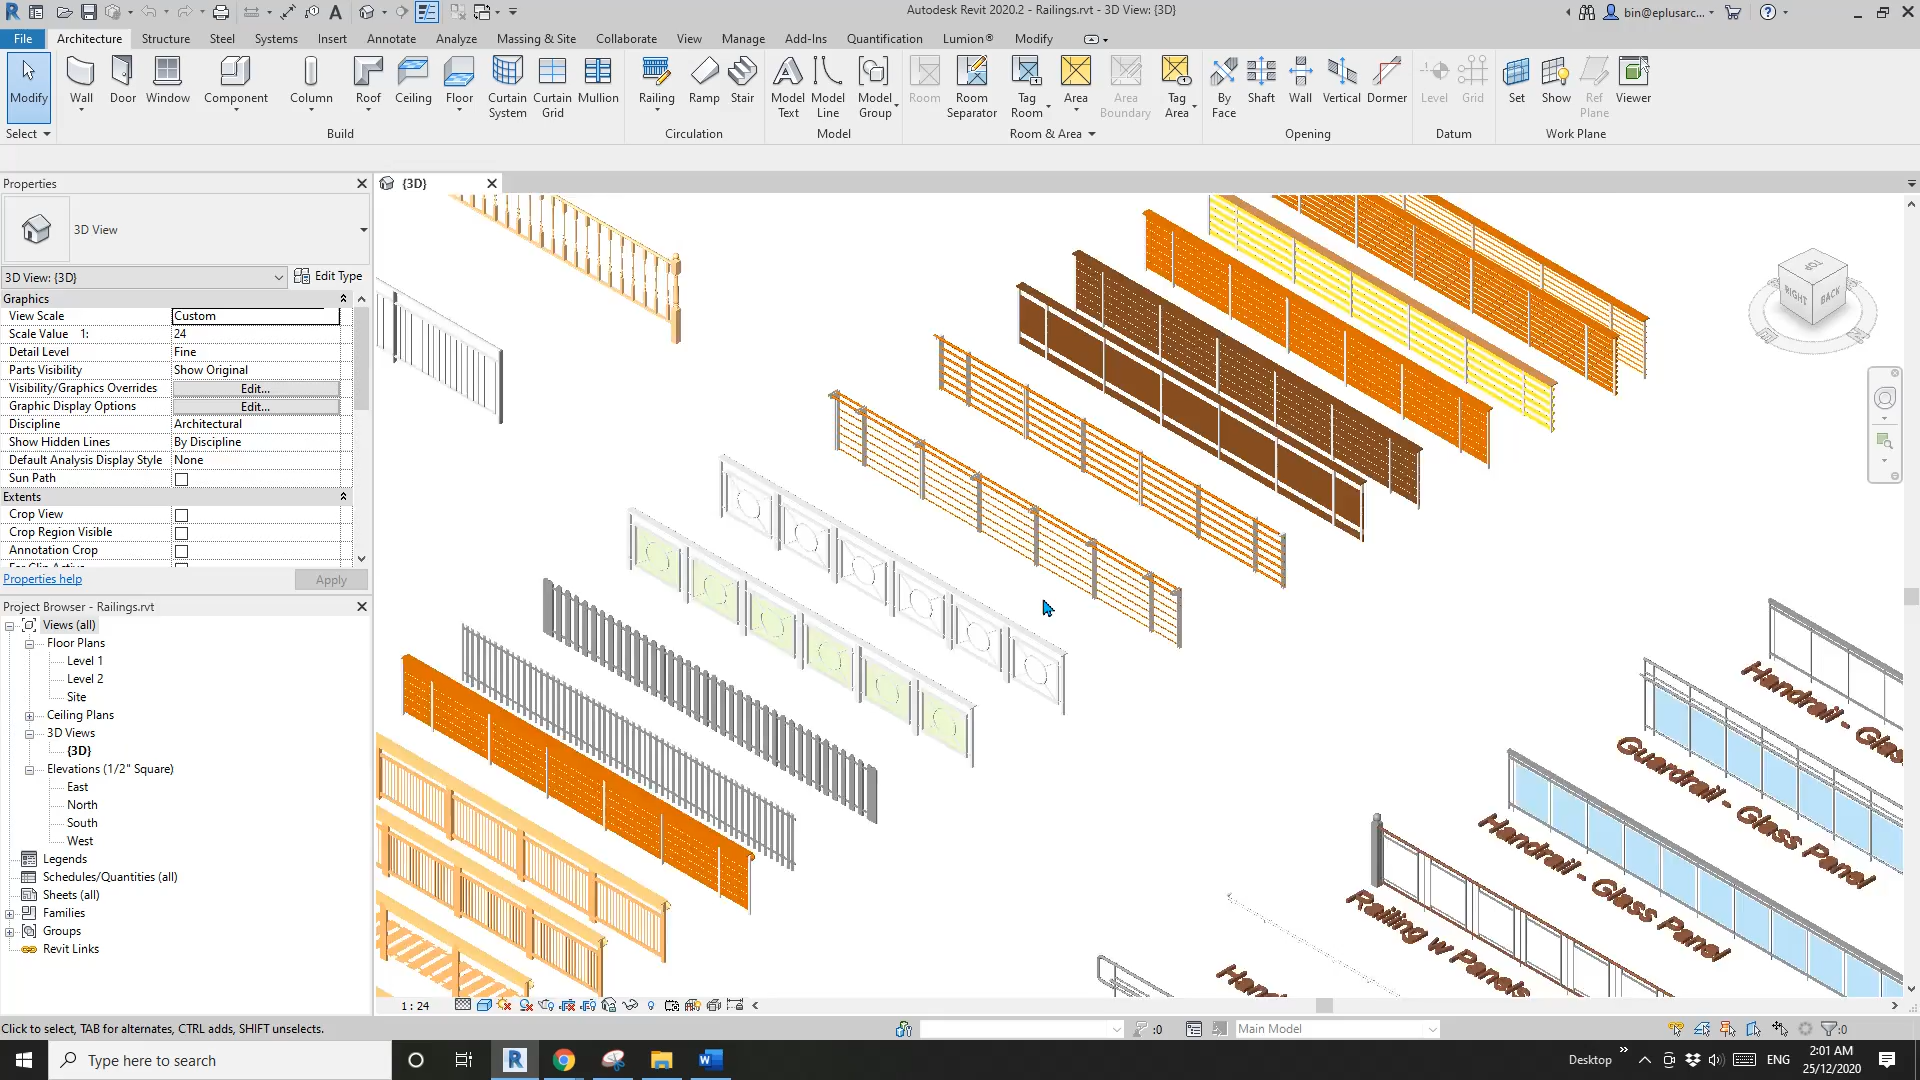 Autodesk Revit 2020.2 - Railings.rvt - 3D View: {3D}
bin@eplusarc...
File
Architecture
Structure
Steel
Systems
Insert
Annotate
Analyze
Massing & Site
Collaborate
View
Manage
Add-Ins
Quantification
Lumion®
Modify
Modify
Wall
Door
Window
Component
Column
Roof
Ceiling
Floor
Curtain System
Curtain Grid
Mullion
Railing
Ramp
Stair
Model Text
Model Line
Model Group
Room
Room Separator
Tag Room
Area
Area Boundary
Tag Area
By Face
Shaft
Wall
Vertical
Dormer
Level
Grid
Set
Show
Ref Plane
Viewer
Select
Build
Circulation
Model
Room & Area
Opening
Datum
Work Plane
Properties
{3D}
3D View
3D View: {3D}
Edit Type
Graphics
View Scale Custom
Scale Value 1: 24
Detail Level Fine
Parts Visibility Show Original
Visibility/Graphics Overrides Edit...
Graphic Display Options Edit...
Discipline Architectural
Show Hidden Lines By Discipline
Default Analysis Display Style None
Sun Path
Extents
Crop View
Crop Region Visible
Annotation Crop
Properties help
Apply
Project Browser - Railings.rvt
Views (all)
Floor Plans
Level 1
Level 2
Site
Ceiling Plans
3D Views
{3D}
Elevations (1/2" Square)
East
North
South
West
Legends
Schedules/Quantities (all)
Sheets (all)
Families
Groups
Revit Links
TOP
RIGHT
BACK
Handrail - Glas
Guardrail - Glass Panel
Handrail - Glass Panel
Railing w Panels
Han
1 : 24
Click to select, TAB for alternates, CTRL adds, SHIFT unselects.
:0
Main Model
:0
Type here to search
Desktop
ENG
2:01 AM
25/12/2020